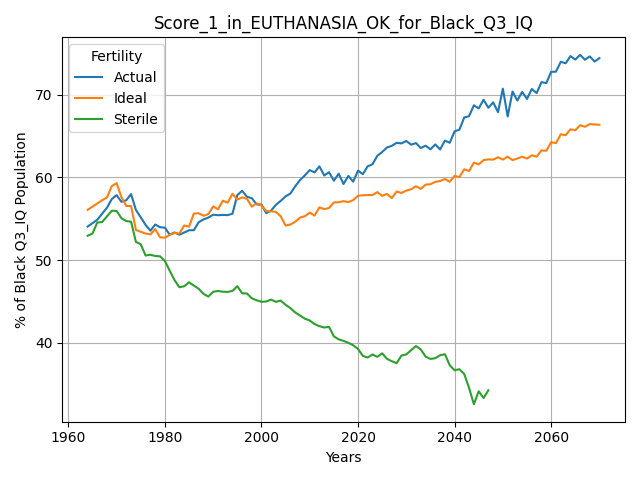 Score_1_in_EUTHANASIA_OK_for_Black_Q3_IQ
Fertility
Actual
Ideal
Sterile
% of Black Q3_IQ Population
70
60
50
40
1960
1980
2000
2020
2040
2060
Years